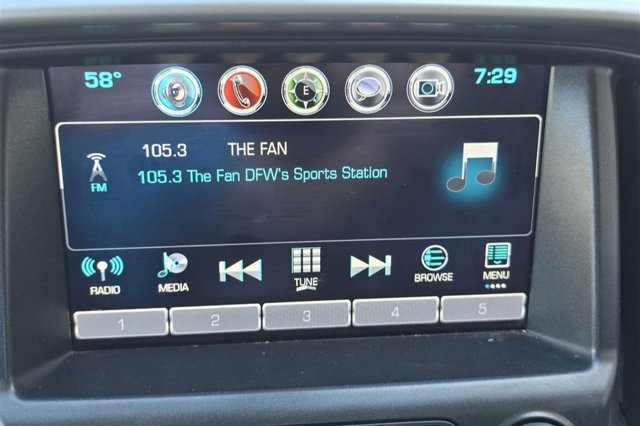 58° E 7:29
105.3 THE FAN
105.3 The Fan DFW's Sports Station
FM
RADIO MEDIA TUNE BROWSE MENU
1 2 3 4 5